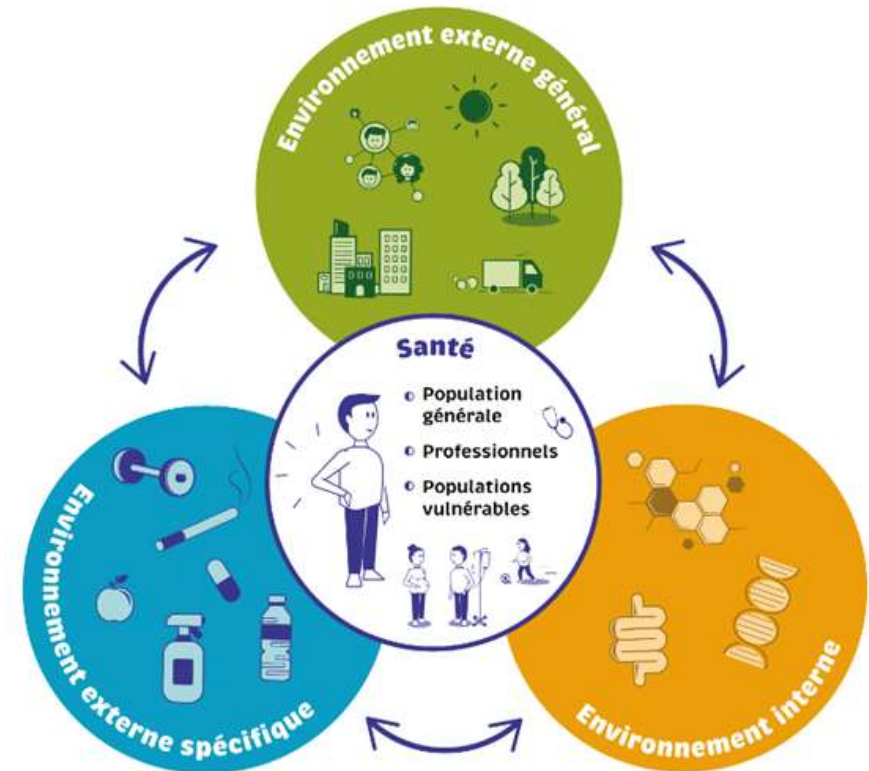 Environnement externe général
Santé
Population
générale
Professionnels
Populations
vulnérables
Environnement externe spécifique
Environnement interne